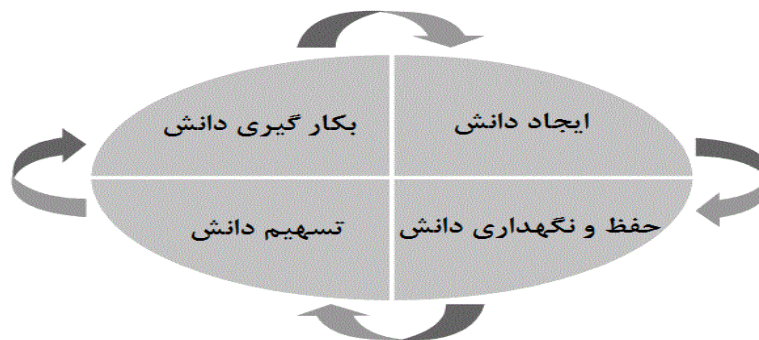 ایجاد دانش
بکار گیری دانش
حفظ و نگهداری دانش
تسهیم دانش